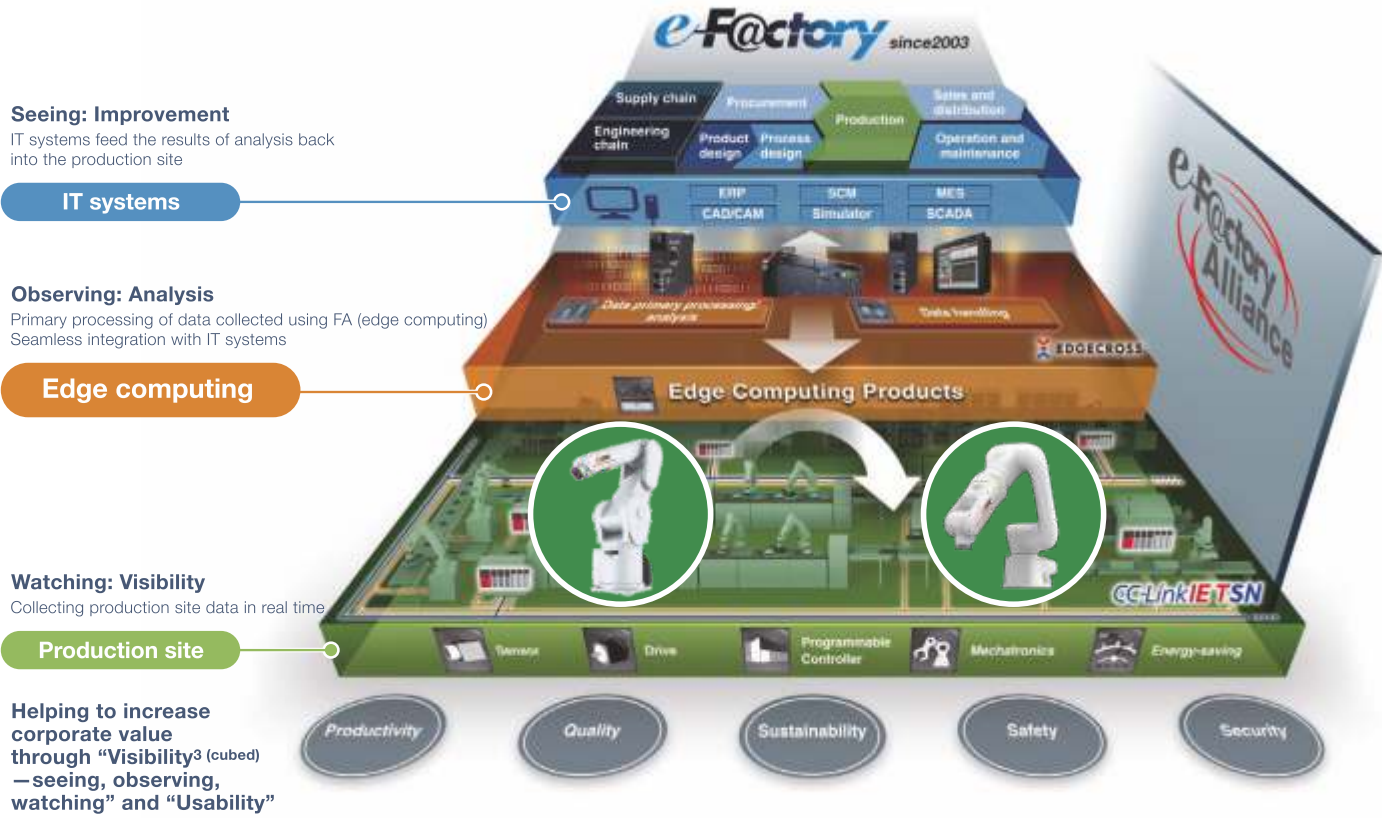 e-F@ctory since2003
Supply chain
Procurement
Production
Sales and
distribution
Engineering
chain
Product
design
Process
design
Operation and
maintenance
Seeing: Improvement
IT systems feed the results of analysis back
into the production site
IT systems
ERP
SCM
MES
CAD/CAM
Simulator
SCADA
e-F@ctory
Alliance
Observing: Analysis
Primary processing of data collected using FA (edge computing)
Seamless integration with IT systems
Data primary processing/
analysis
Data handling
EDGECROSS
Edge computing
Edge Computing Products
Watching: Visibility
Collecting production site data in real time
CC-Link IE TSN
Production site
Sensor
Drive
Programmable
Controller
Mechatronics
Energy-saving
Helping to increase
corporate value
through “Visibility³ (cubed)
—seeing, observing,
watching” and “Usability”
Productivity
Quality
Sustainability
Safety
Security